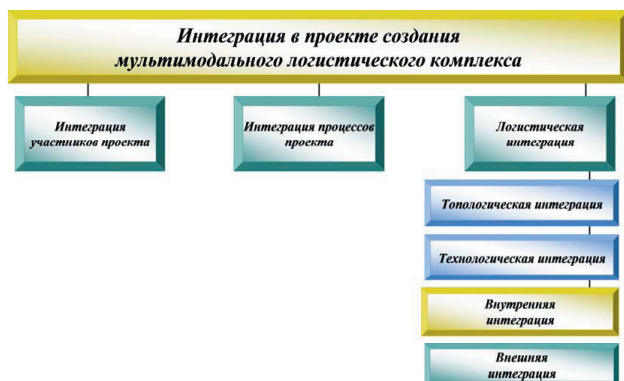 Интеграция в проекте создания
мультимодального логистического комплекса
Интеграция
участников проекта
Интеграция процессов
проекта
Логистическая
интеграция
Топологическая интеграция
Технологическая интеграция
Внутренняя
интеграция
Внешняя
интеграция